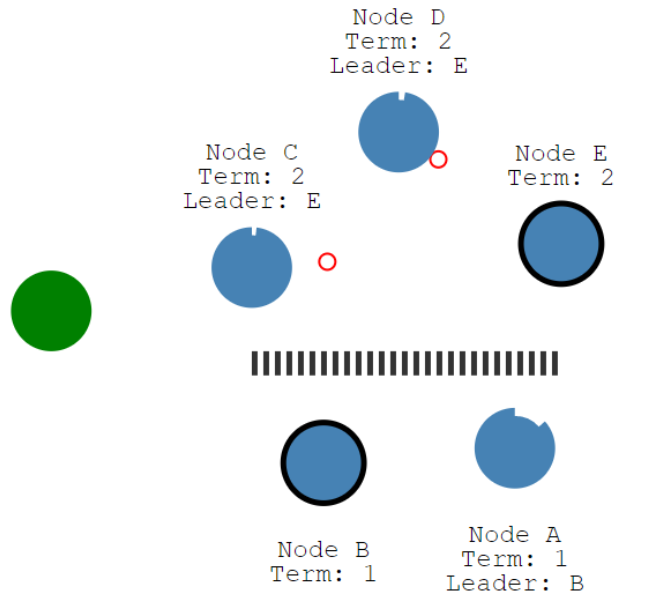 Node D
Term: 2
Leader: E
Node C
Term: 2
Leader: E
Node E
Term: 2
Node B
Term: 1
Node A
Term: 1
Leader: B